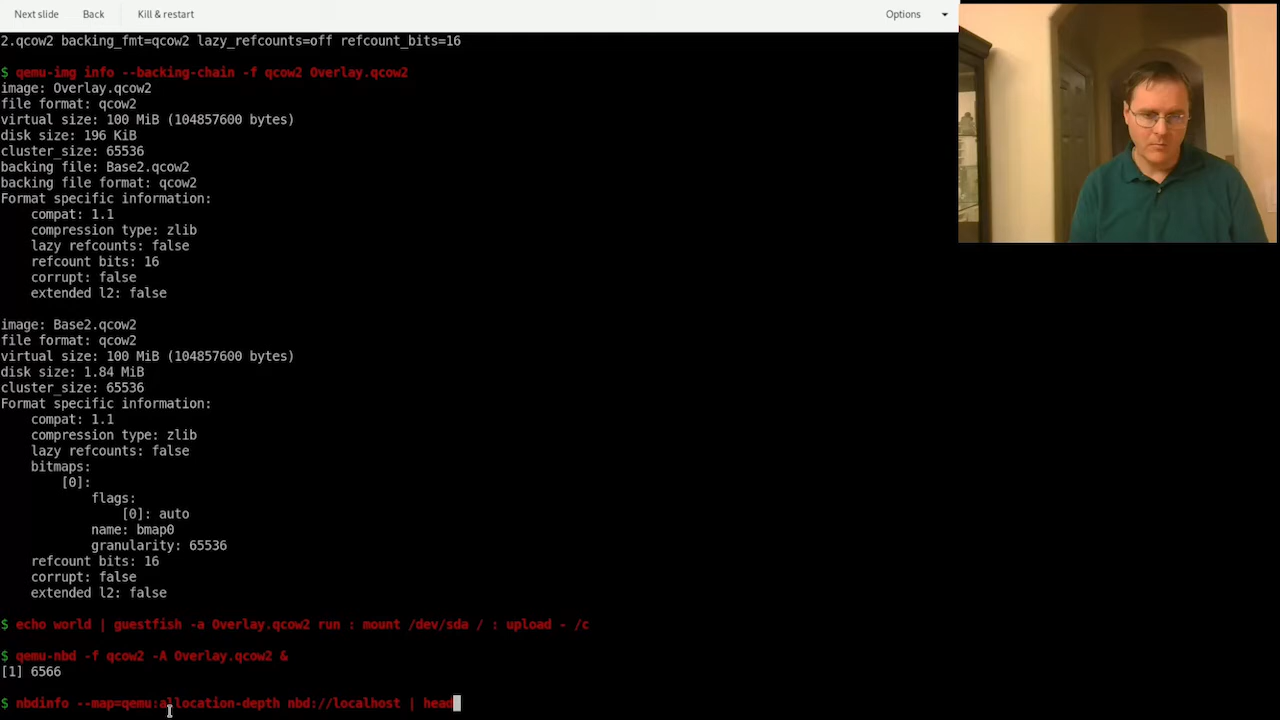 Next slide Back Kill & restart Options
2.qcow2 backing_fmt=qcow2 lazy_refcounts=off refcount_bits=16
$ qemu-img info --backing-chain -f qcow2 Overlay.qcow2
image: Overlay.qcow2
file format: qcow2
virtual size: 100 MiB (104857600 bytes)
disk size: 196 KiB
cluster_size: 65536
backing file: Base2.qcow2
backing file format: qcow2
Format specific information:
    compat: 1.1
    compression type: zlib
    lazy refcounts: false
    refcount bits: 16
    corrupt: false
    extended l2: false
image: Base2.qcow2
file format: qcow2
virtual size: 100 MiB (104857600 bytes)
disk size: 1.84 MiB
cluster_size: 65536
Format specific information:
    compat: 1.1
    compression type: zlib
    lazy refcounts: false
    bitmaps:
        [0]:
            flags:
                [0]: auto
            name: bmap0
            granularity: 65536
    refcount bits: 16
    corrupt: false
    extended l2: false
$ echo world | guestfish -a Overlay.qcow2 run : mount /dev/sda / : upload - /c
$ qemu-nbd -f qcow2 -A Overlay.qcow2 &
[1] 6566
$ nbdinfo --map=qemu:allocation-depth nbd://localhost | head